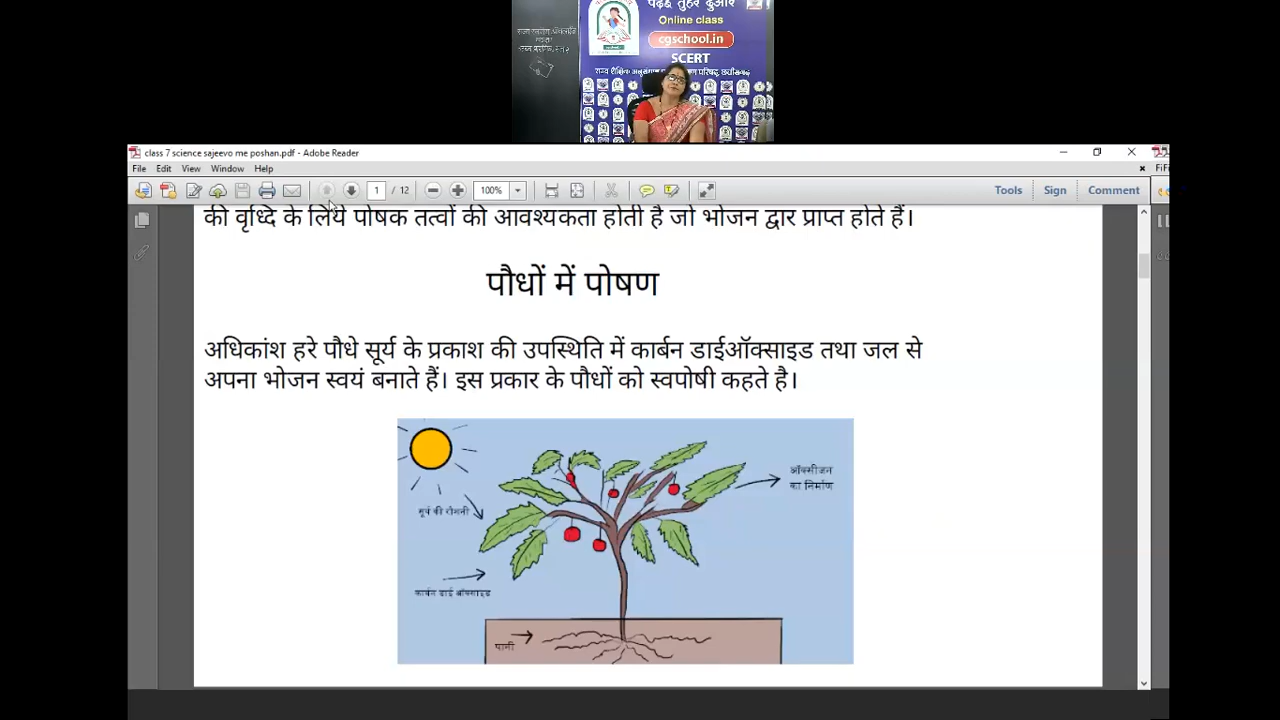 पढ़ई तुंहर दुआर
Online class
cgschool.in
SCERT
class 7 science sajeevo me poshan.pdf - Adobe Reader
File Edit View Window Help
1 / 12 100% Tools Sign Comment
की वृध्दि के लिये पोषक तत्वों की आवश्यकता होती है जो भोजन द्वार प्राप्त होते हैं।
पौधों में पोषण
अधिकांश हरे पौधे सूर्य के प्रकाश की उपस्थिति में कार्बन डाईऑक्साइड तथा जल से
अपना भोजन स्वयं बनाते हैं। इस प्रकार के पौधों को स्वपोषी कहते है।
ऑक्सीजन
का निर्माण
सूर्य की रौशनी
कार्बन डाई ऑक्साइड
पानी